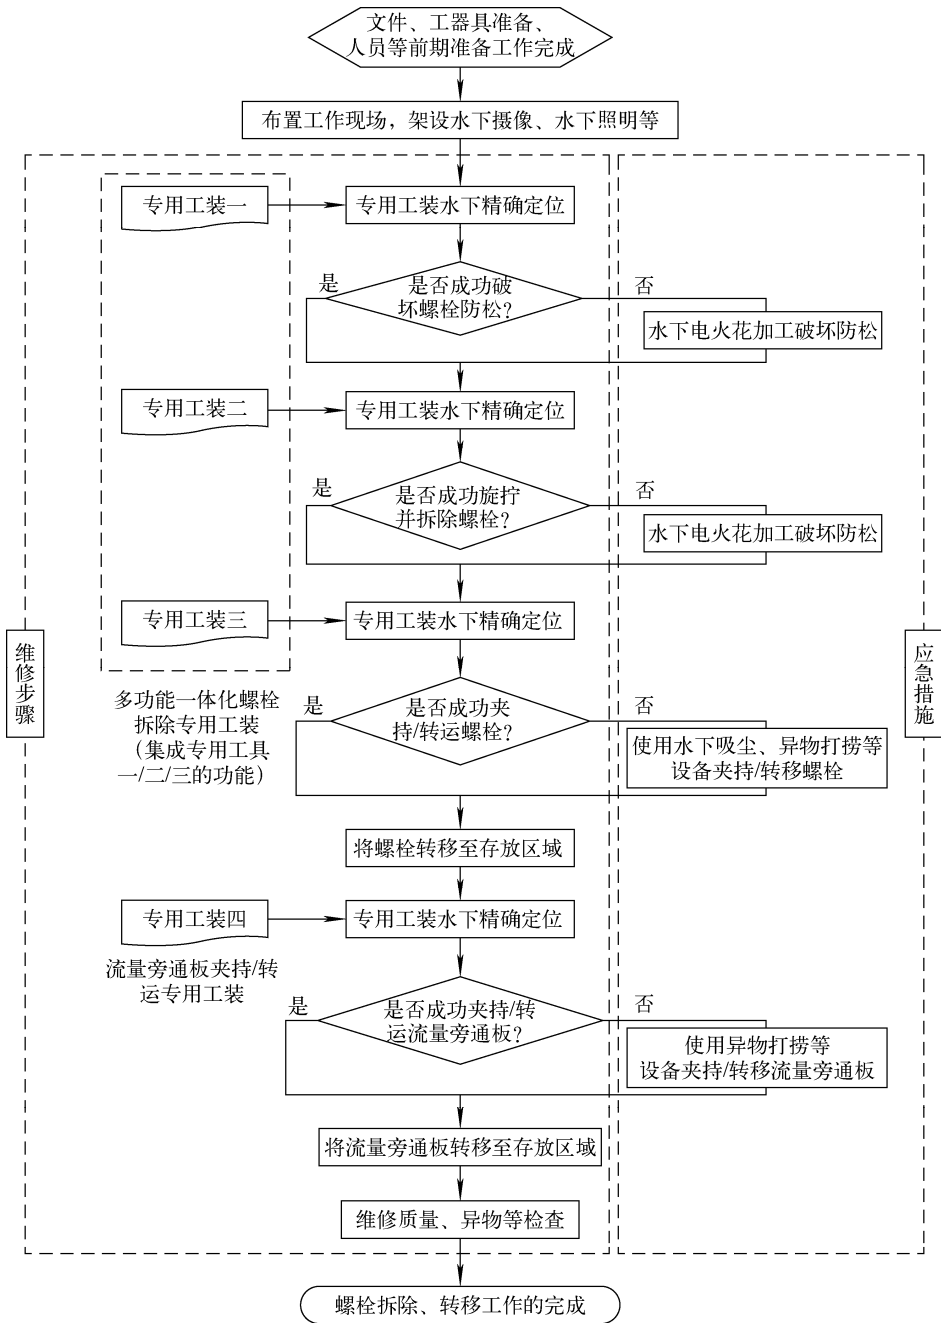 文件、工器具准备、
人员等前期准备工作完成
布置工作现场，架设水下摄像、水下照明等
专用工装一
专用工装水下精确定位
是
是否成功破
坏螺栓防松？
否
水下电火花加工破坏防松
专用工装二
专用工装水下精确定位
是
是否成功旋拧
并拆除螺栓？
否
水下电火花加工破坏防松
专用工装三
专用工装水下精确定位
维修步骤
应急措施
多功能一体化螺栓
拆除专用工装
（集成专用工具
一/二/三的功能）
是
是否成功夹
持/转运螺栓？
否
使用水下吸尘、异物打捞等
设备夹持/转移螺栓
将螺栓转移至存放区域
专用工装四
专用工装水下精确定位
流量旁通板夹持/转
运专用工装
是
是否成功夹持/转
运流量旁通板？
否
使用异物打捞等
设备夹持/转移流量旁通板
将流量旁通板转移至存放区域
维修质量、异物等检查
螺栓拆除、转移工作的完成